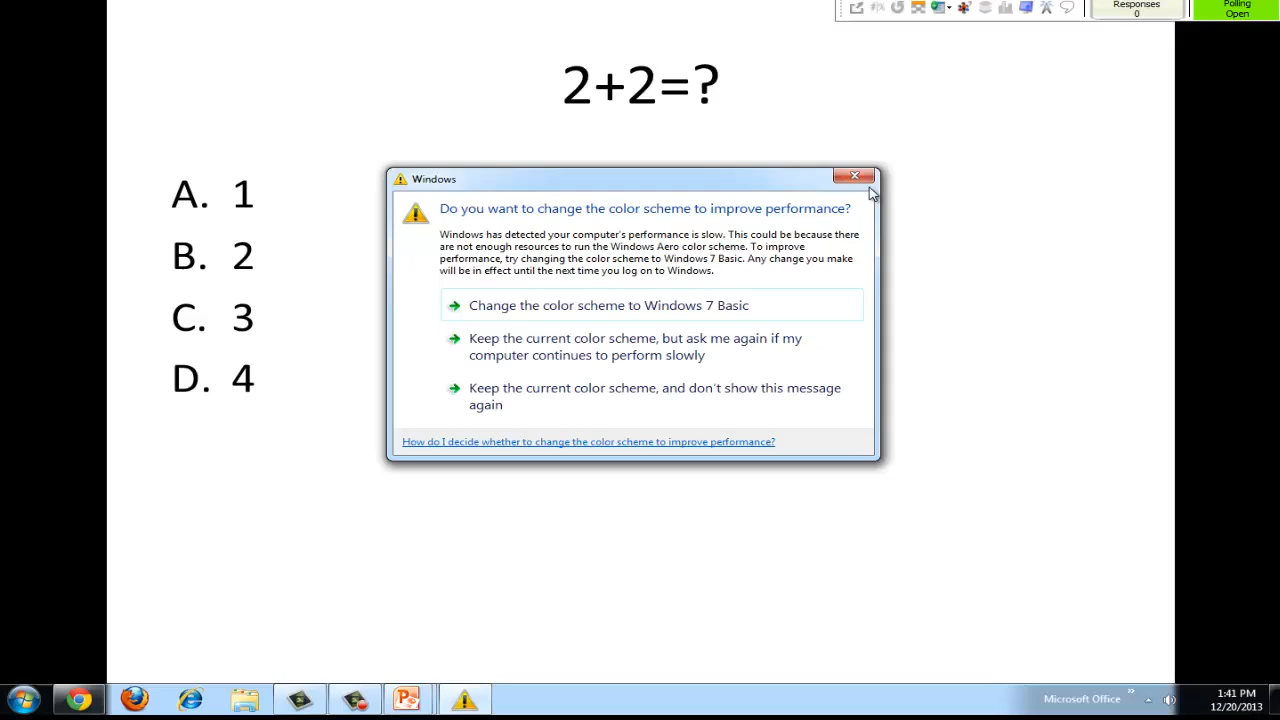 Responses
0
Polling
Open
2+2=?
A. 1
B. 2
C. 3
D. 4
Windows
Do you want to change the color scheme to improve performance?
Windows has detected your computer's performance is slow. This could be because there
are not enough resources to run the Windows Aero color scheme. To improve
performance, try changing the color scheme to Windows 7 Basic. Any change you make
will be in effect until the next time you log on to Windows.
Change the color scheme to Windows 7 Basic
Keep the current color scheme, but ask me again if my
computer continues to perform slowly
Keep the current color scheme, and don't show this message
again
How do I decide whether to change the color scheme to improve performance?
Microsoft Office
1:41 PM
12/20/2013